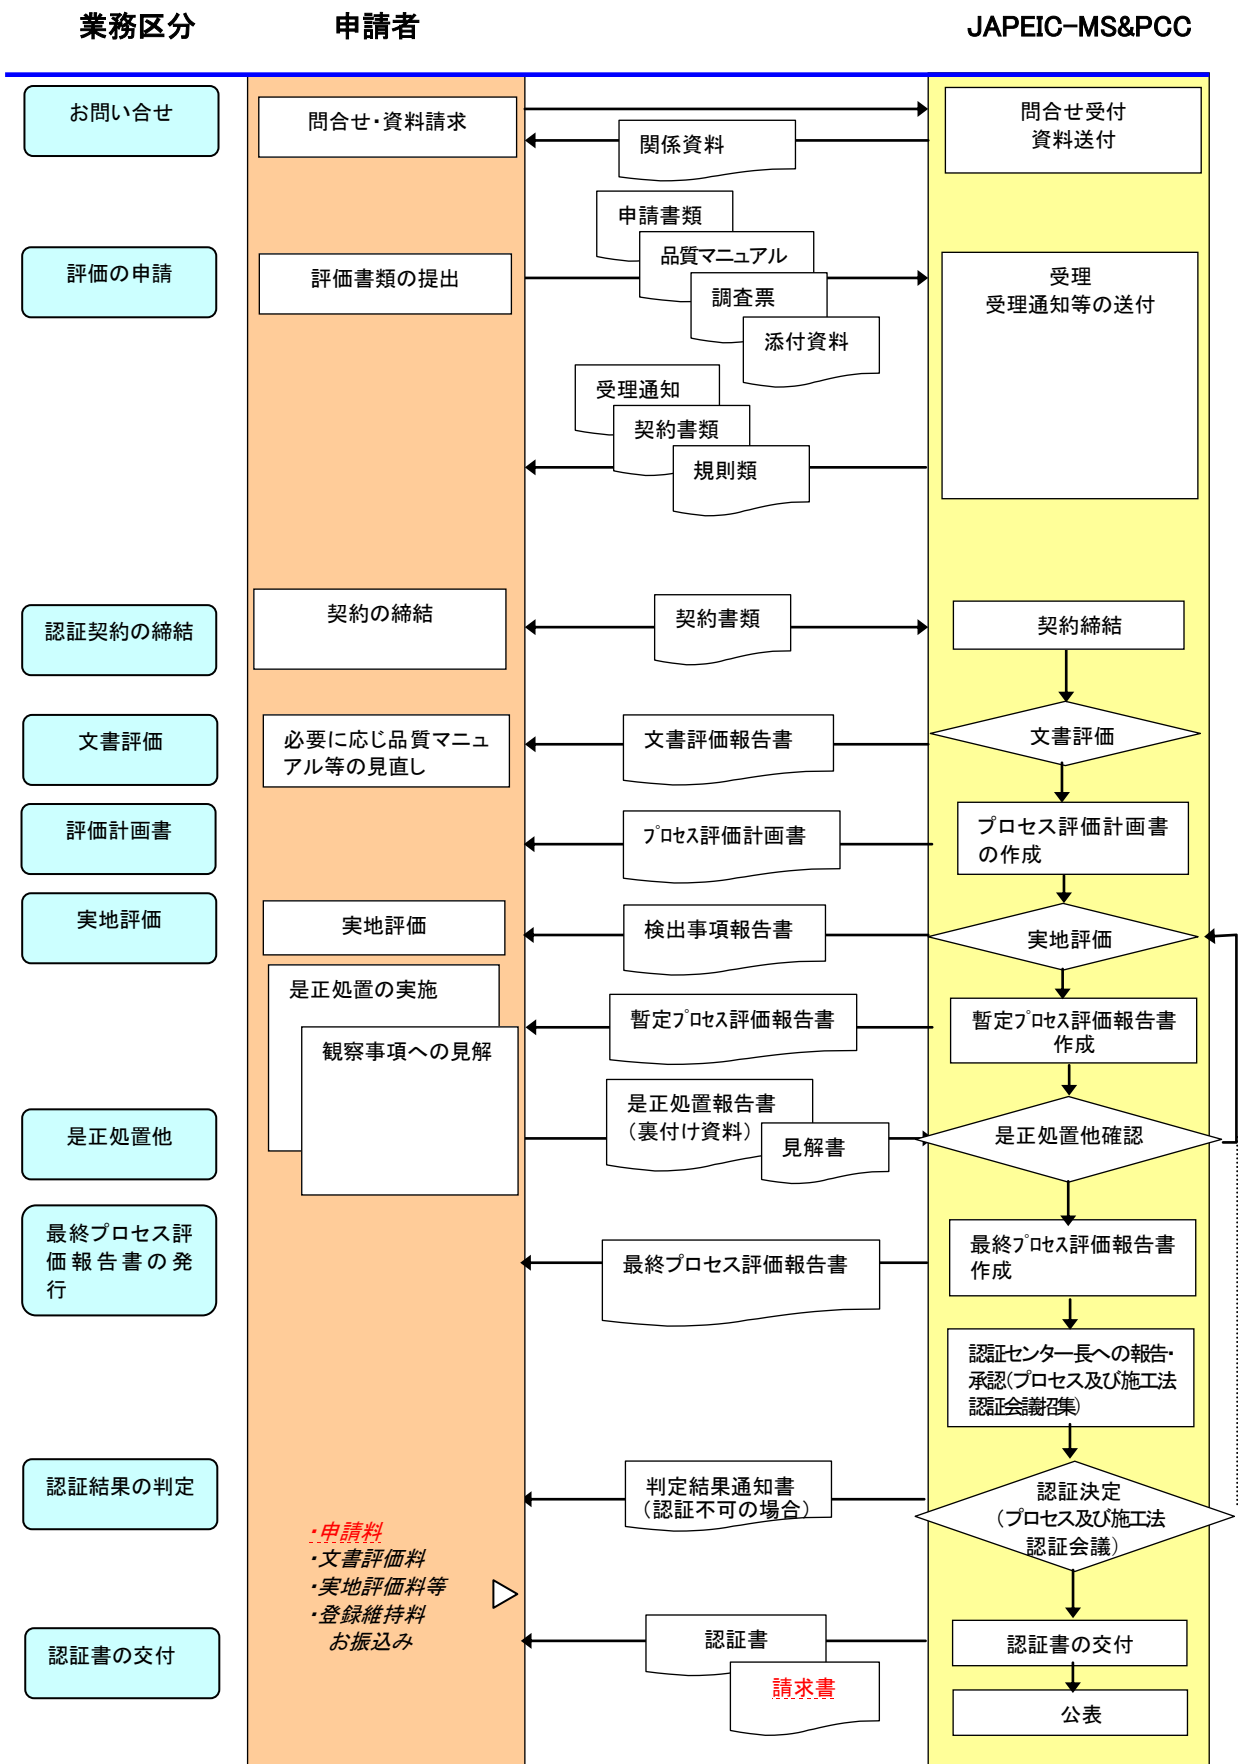 業務区分
申請者
JAPEIC-MS&PCC
お問い合せ
問合せ・資料請求
関係資料
問合せ受付
資料送付
評価の申請
評価書類の提出
申請書類
品質マニュアル
調査票
添付資料
受理
受理通知等の送付
受理通知
契約書類
規則類
認証契約の締結
契約の締結
契約書類
契約締結
文書評価
必要に応じ品質マニュ
アル等の見直し
文書評価報告書
文書評価
評価計画書
プロセス評価計画書
プロセス評価計画書
の作成
実地評価
実地評価
検出事項報告書
実地評価
是正処置の実施
観察事項への見解
暫定プロセス評価報告書
暫定プロセス評価報告書
作成
是正処置他
是正処置報告書
(裏付け資料)
見解書
是正処置他確認
最終プロセス評
価報告書の発
行
最終プロセス評価報告書
最終プロセス評価報告書
作成
認証センター長への報告・
承認(プロセス及び施工法
認証会議招集)
認証結果の判定
判定結果通知書
(認証不可の場合)
認証決定
(プロセス及び施工法
認証会議)
・申請料
・文書評価料
・実地評価料等
・登録維持料
お振込み
認証書の交付
認証書
請求書
認証書の交付
公表